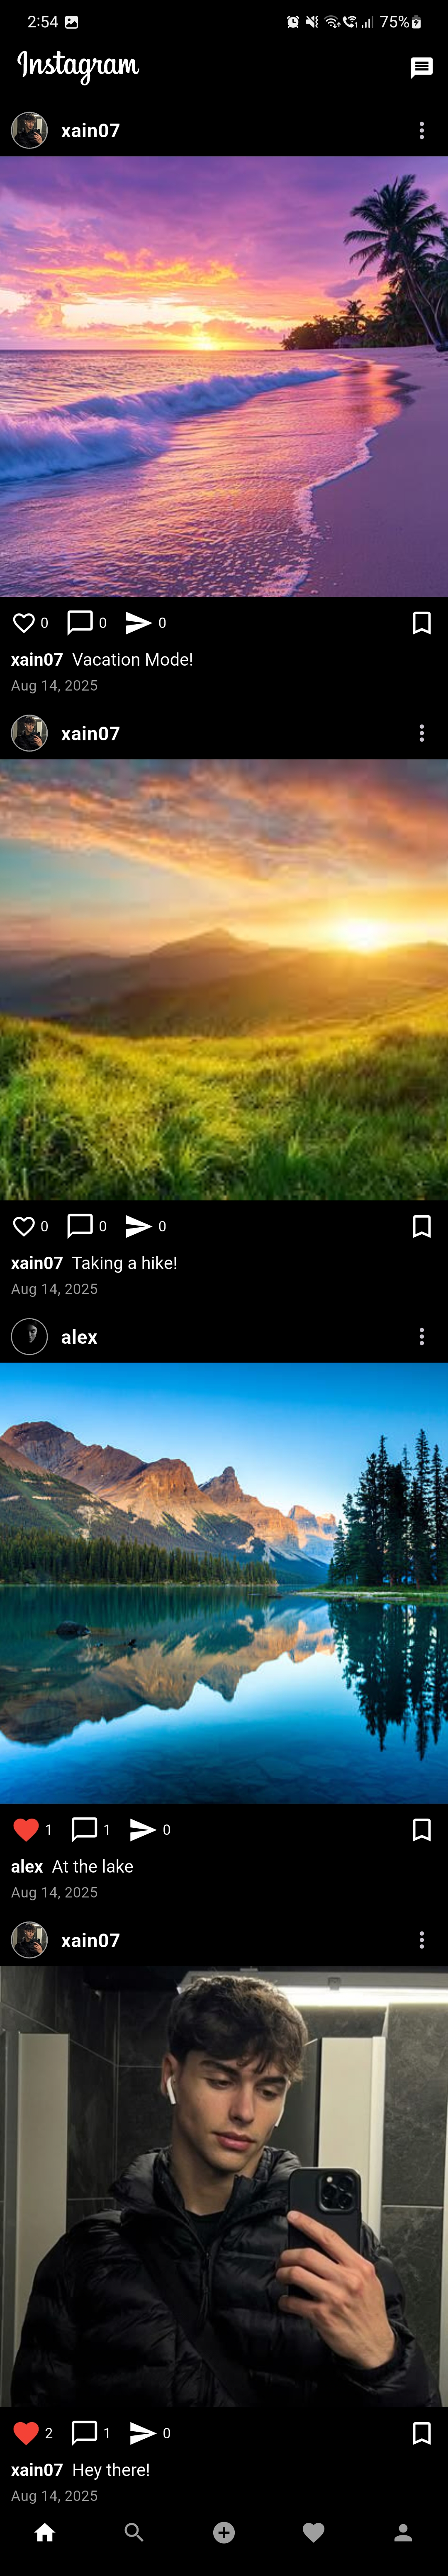 2:54 75%
Instagram
xain07
0 0 0
xain07 Vacation Mode!
Aug 14, 2025
xain07
0 0 0
xain07 Taking a hike!
Aug 14, 2025
alex
1 1 0
alex At the lake
Aug 14, 2025
xain07
2 1 0
xain07 Hey there!
Aug 14, 2025